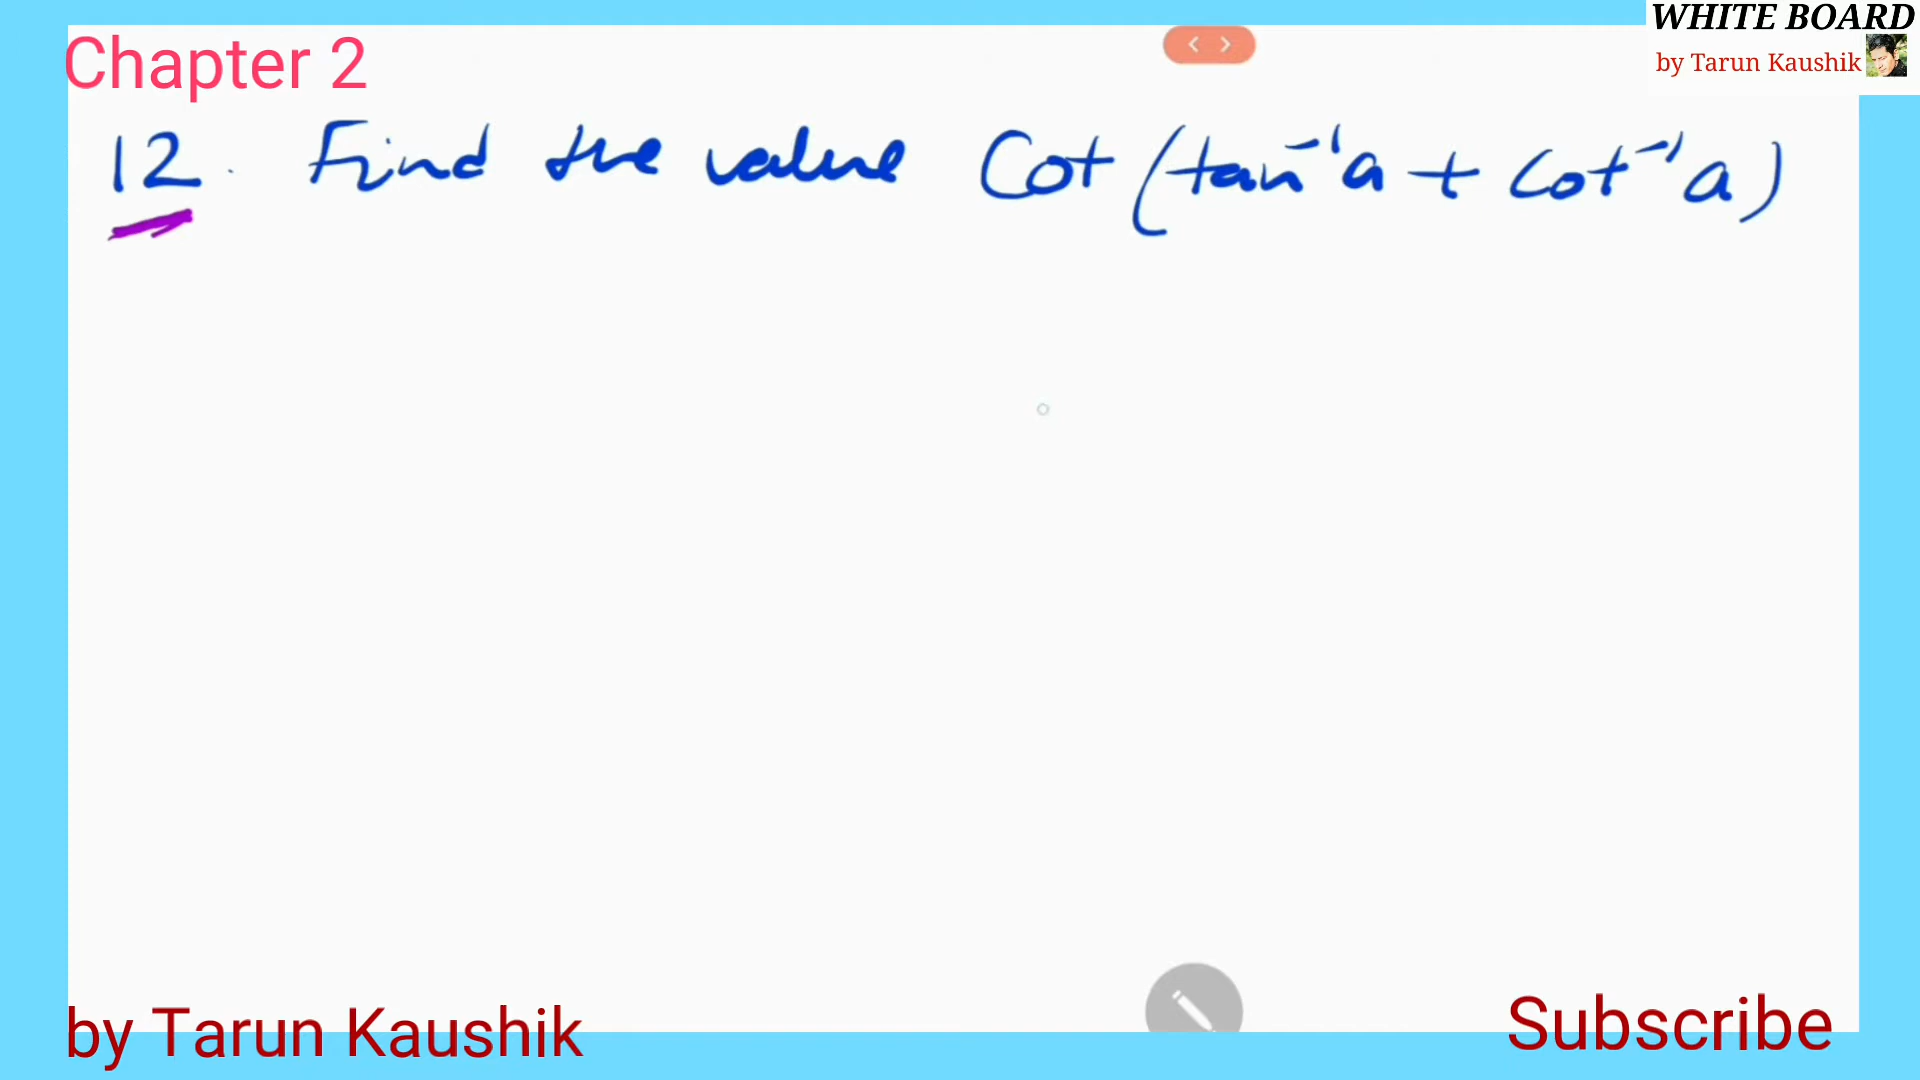 WHITE BOARD
Chapter 2
by Tarun Kaushik
12. Find the value Cot (tan⁻¹a + Cot⁻¹a)
by Tarun Kaushik
Subscribe